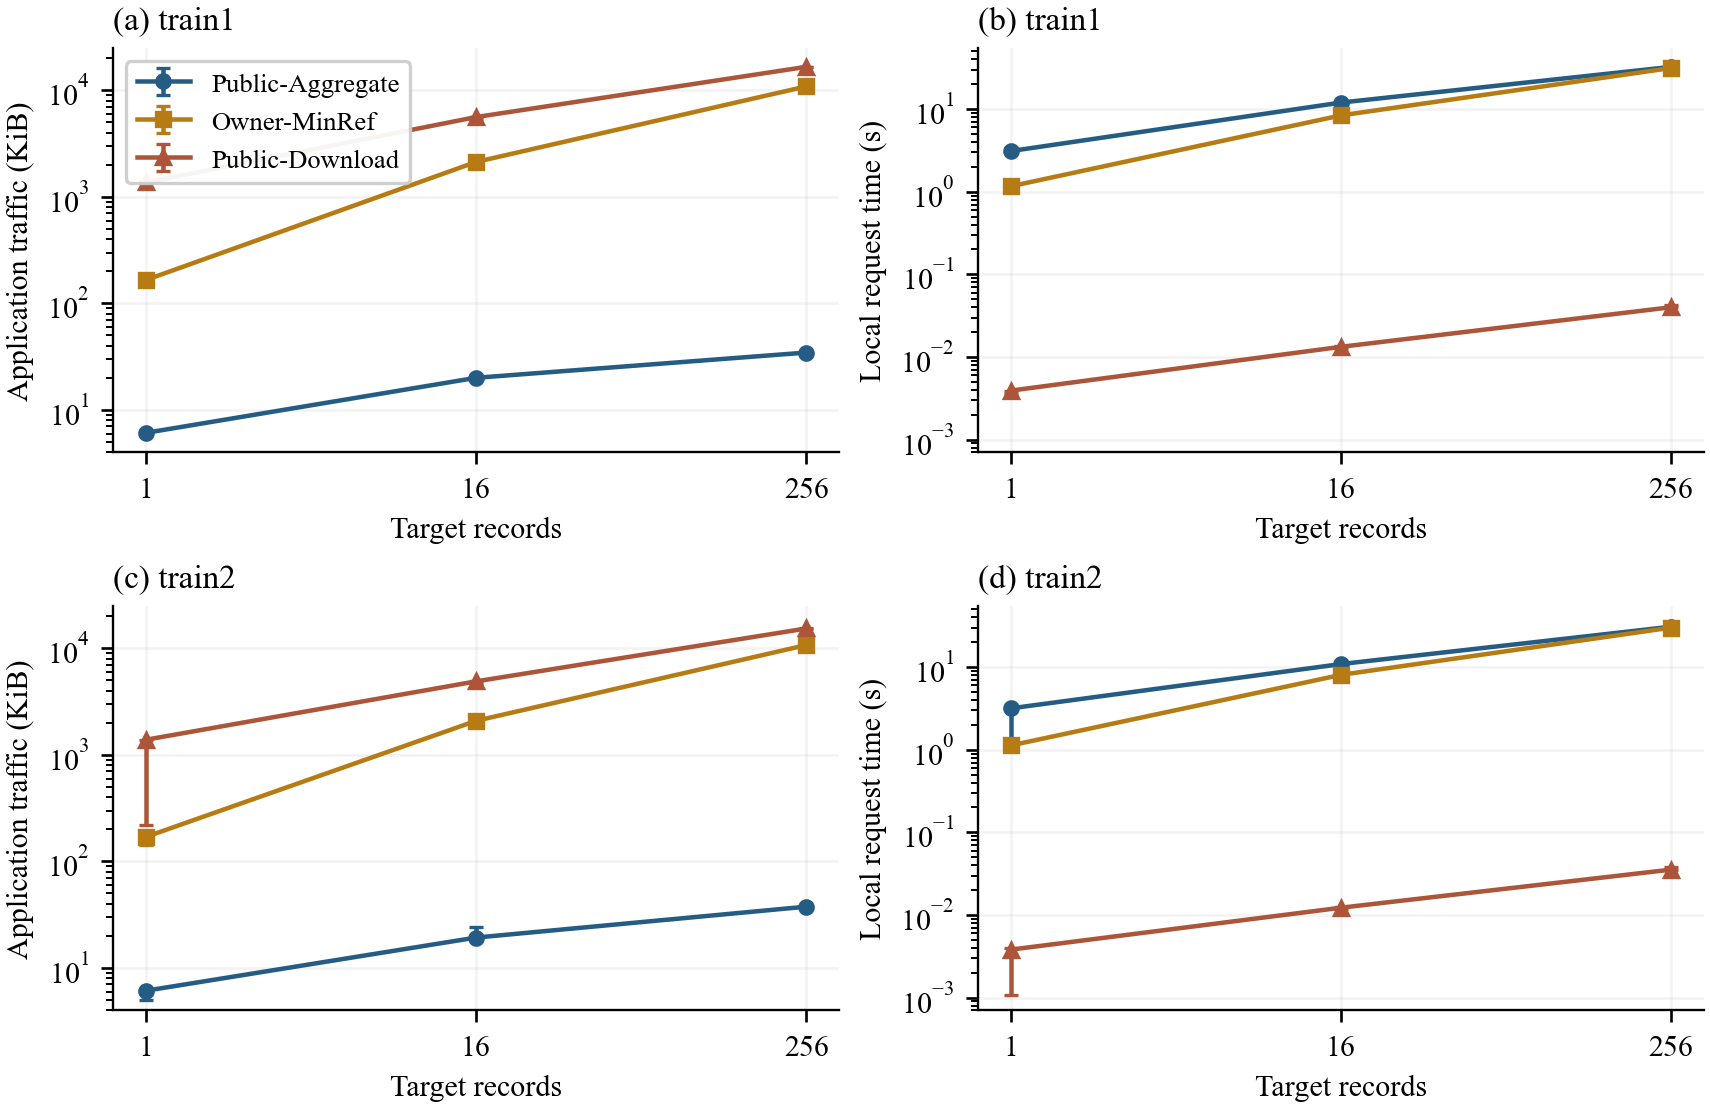 (a) train1
Application traffic (KiB)
10^4
10^3
10^2
10^1
Public-Aggregate
Owner-MinRef
Public-Download
1 16 256
Target records
(b) train1
Local request time (s)
10^1
10^0
10^−1
10^−2
10^−3
1 16 256
Target records
(c) train2
Application traffic (KiB)
10^4
10^3
10^2
10^1
1 16 256
Target records
(d) train2
Local request time (s)
10^1
10^0
10^−1
10^−2
10^−3
1 16 256
Target records